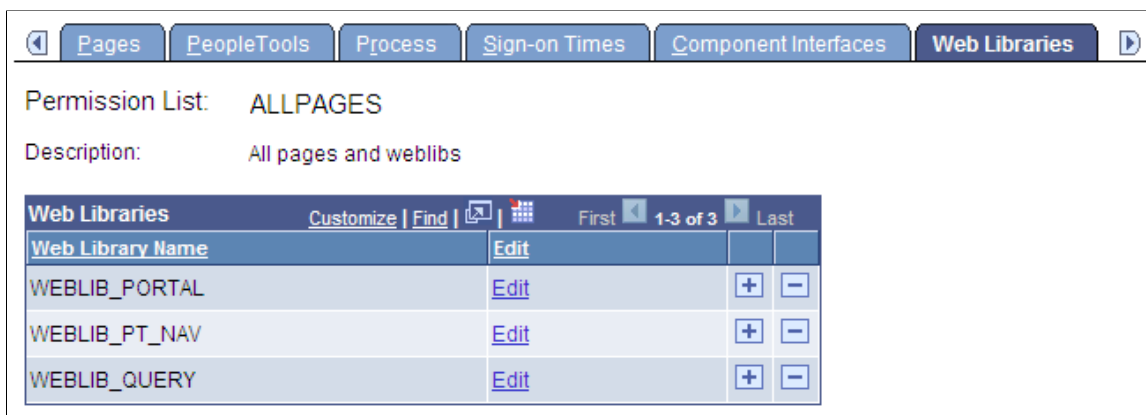 Pages PeopleTools Process Sign-on Times Component Interfaces Web Libraries
Permission List: ALLPAGES
Description: All pages and weblibs
Web Libraries Customize | Find | | First 1-3 of 3 Last
Web Library Name Edit
WEBLIB_PORTAL Edit
WEBLIB_PT_NAV Edit
WEBLIB_QUERY Edit